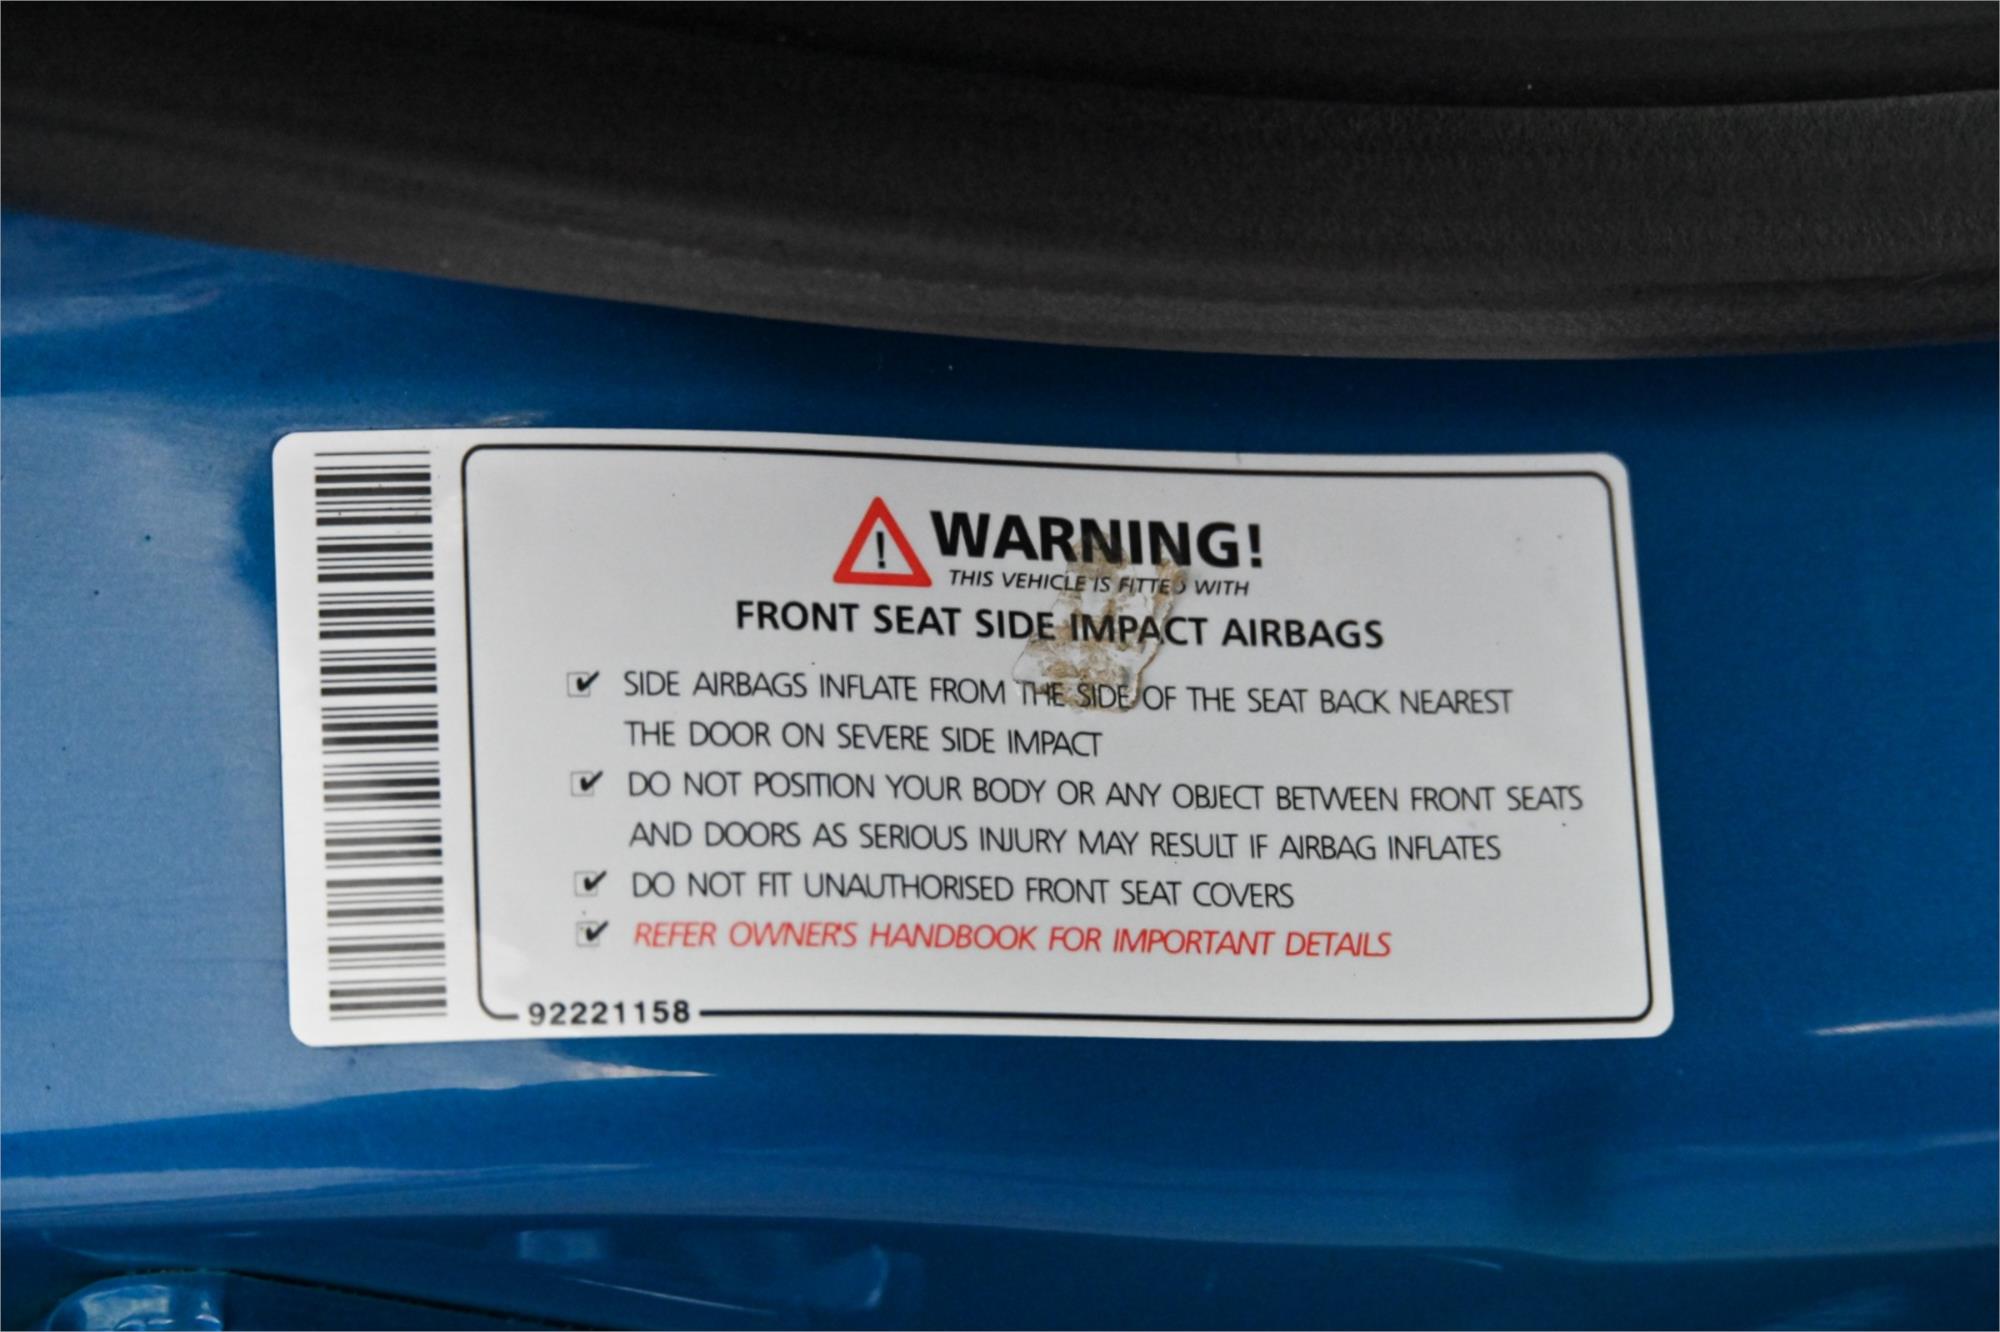 ! WARNING!
THIS VEHICLE IS FITTED WITH
FRONT SEAT SIDE IMPACT AIRBAGS
SIDE AIRBAGS INFLATE FROM THE SIDE OF THE SEAT BACK NEAREST
THE DOOR ON SEVERE SIDE IMPACT
DO NOT POSITION YOUR BODY OR ANY OBJECT BETWEEN FRONT SEATS
AND DOORS AS SERIOUS INJURY MAY RESULT IF AIRBAG INFLATES
DO NOT FIT UNAUTHORISED FRONT SEAT COVERS
REFER OWNER'S HANDBOOK FOR IMPORTANT DETAILS
92221158